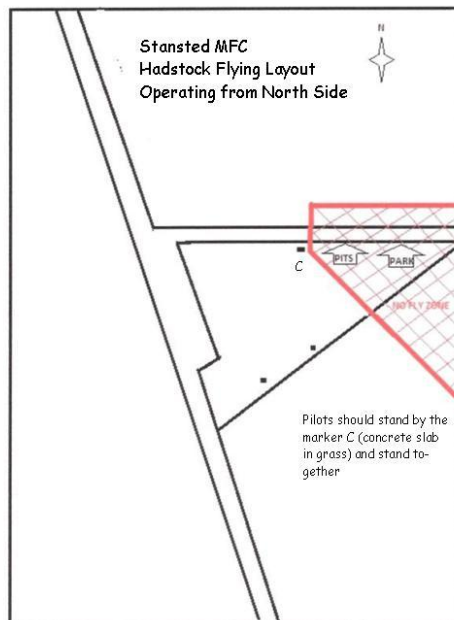 Stansted MFC
Hadstock Flying Layout
Operating from North Side
N
C
PITS
PARK
NO FLY ZONE
Pilots should stand by the
marker C (concrete slab
in grass) and stand to-
gether